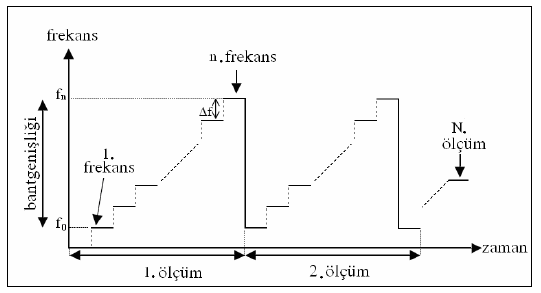 frekans
n.frekans
fn
Δf
bantgenişliği
1.
frekans
N.
ölçüm
f0
zaman
1.ölçüm
2.ölçüm